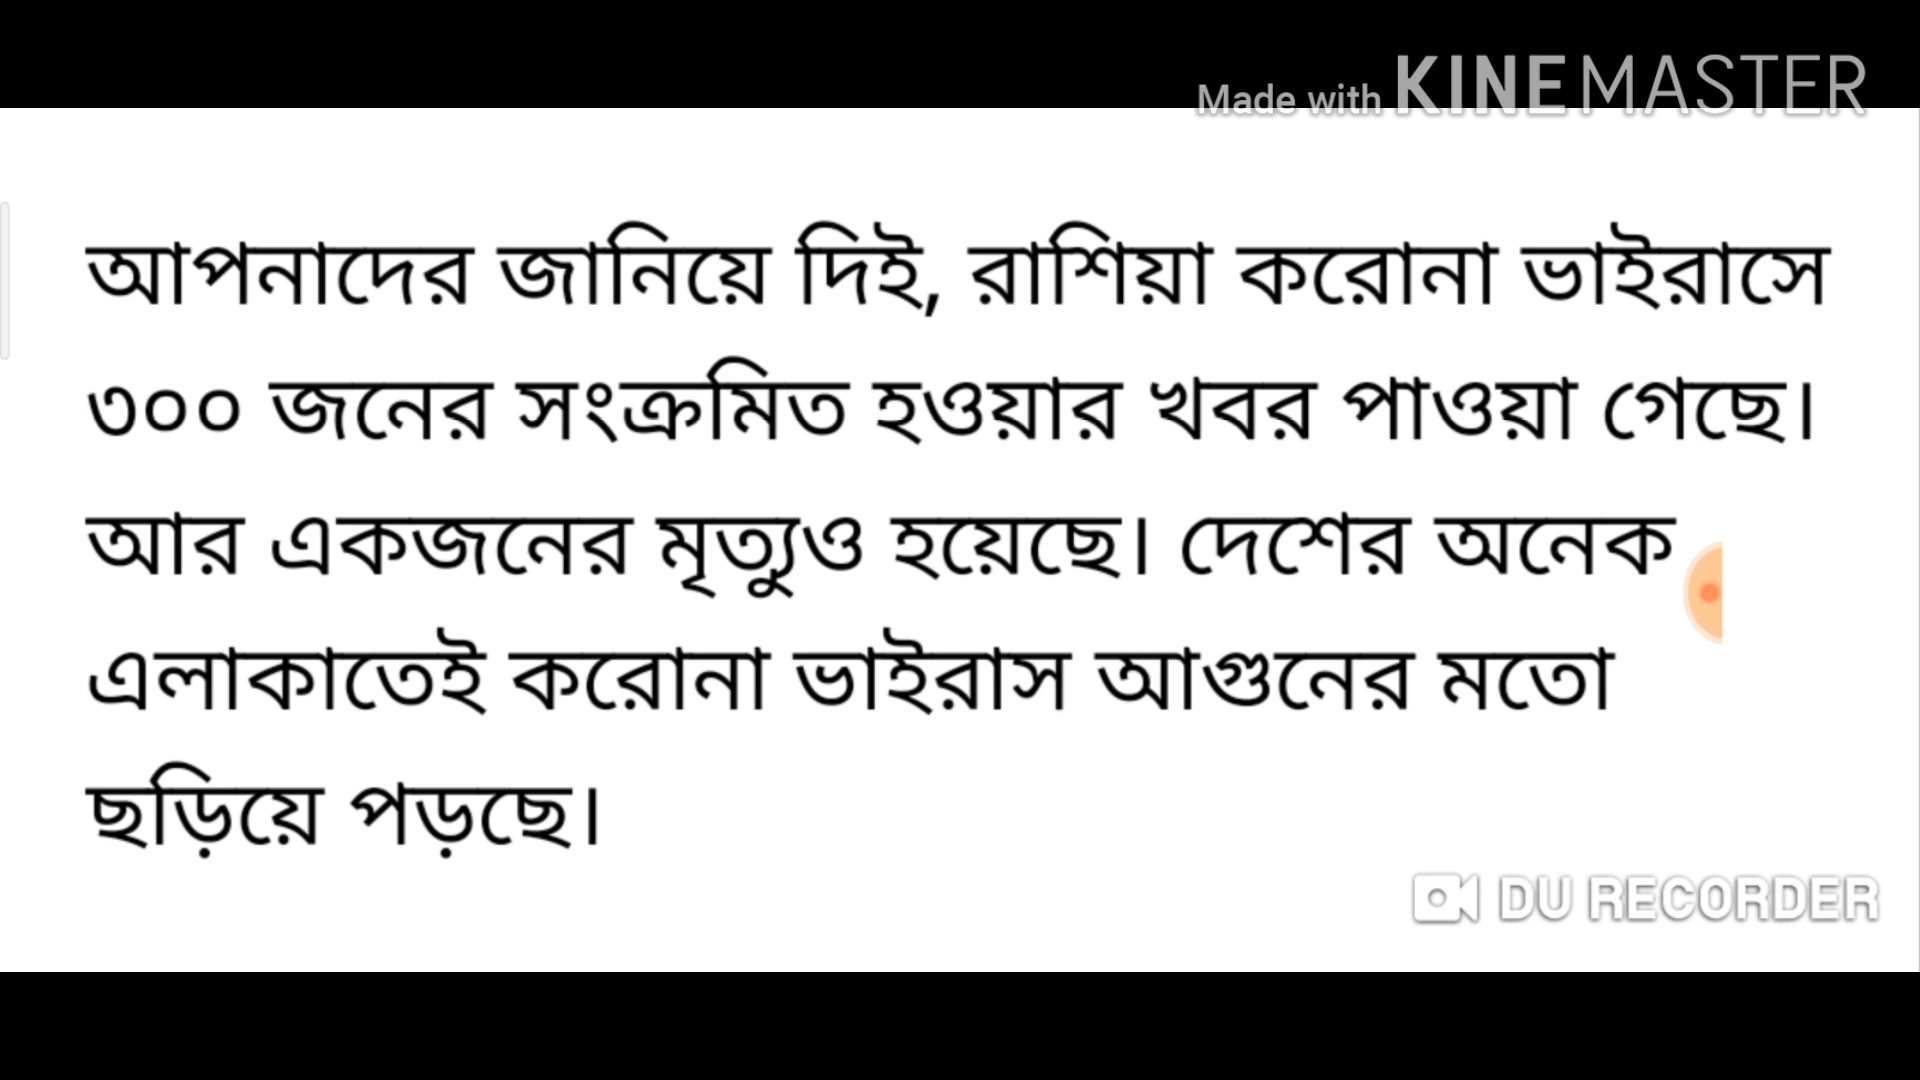 Made with KINEMASTER
আপনাদের জানিয়ে দিই, রাশিয়া করোনা ভাইরাসে
৩০০ জনের সংক্রমিত হওয়ার খবর পাওয়া গেছে।
আর একজনের মৃত্যুও হয়েছে। দেশের অনেক
এলাকাতেই করোনা ভাইরাস আগুনের মতো
ছড়িয়ে পড়ছে।
DU RECORDER